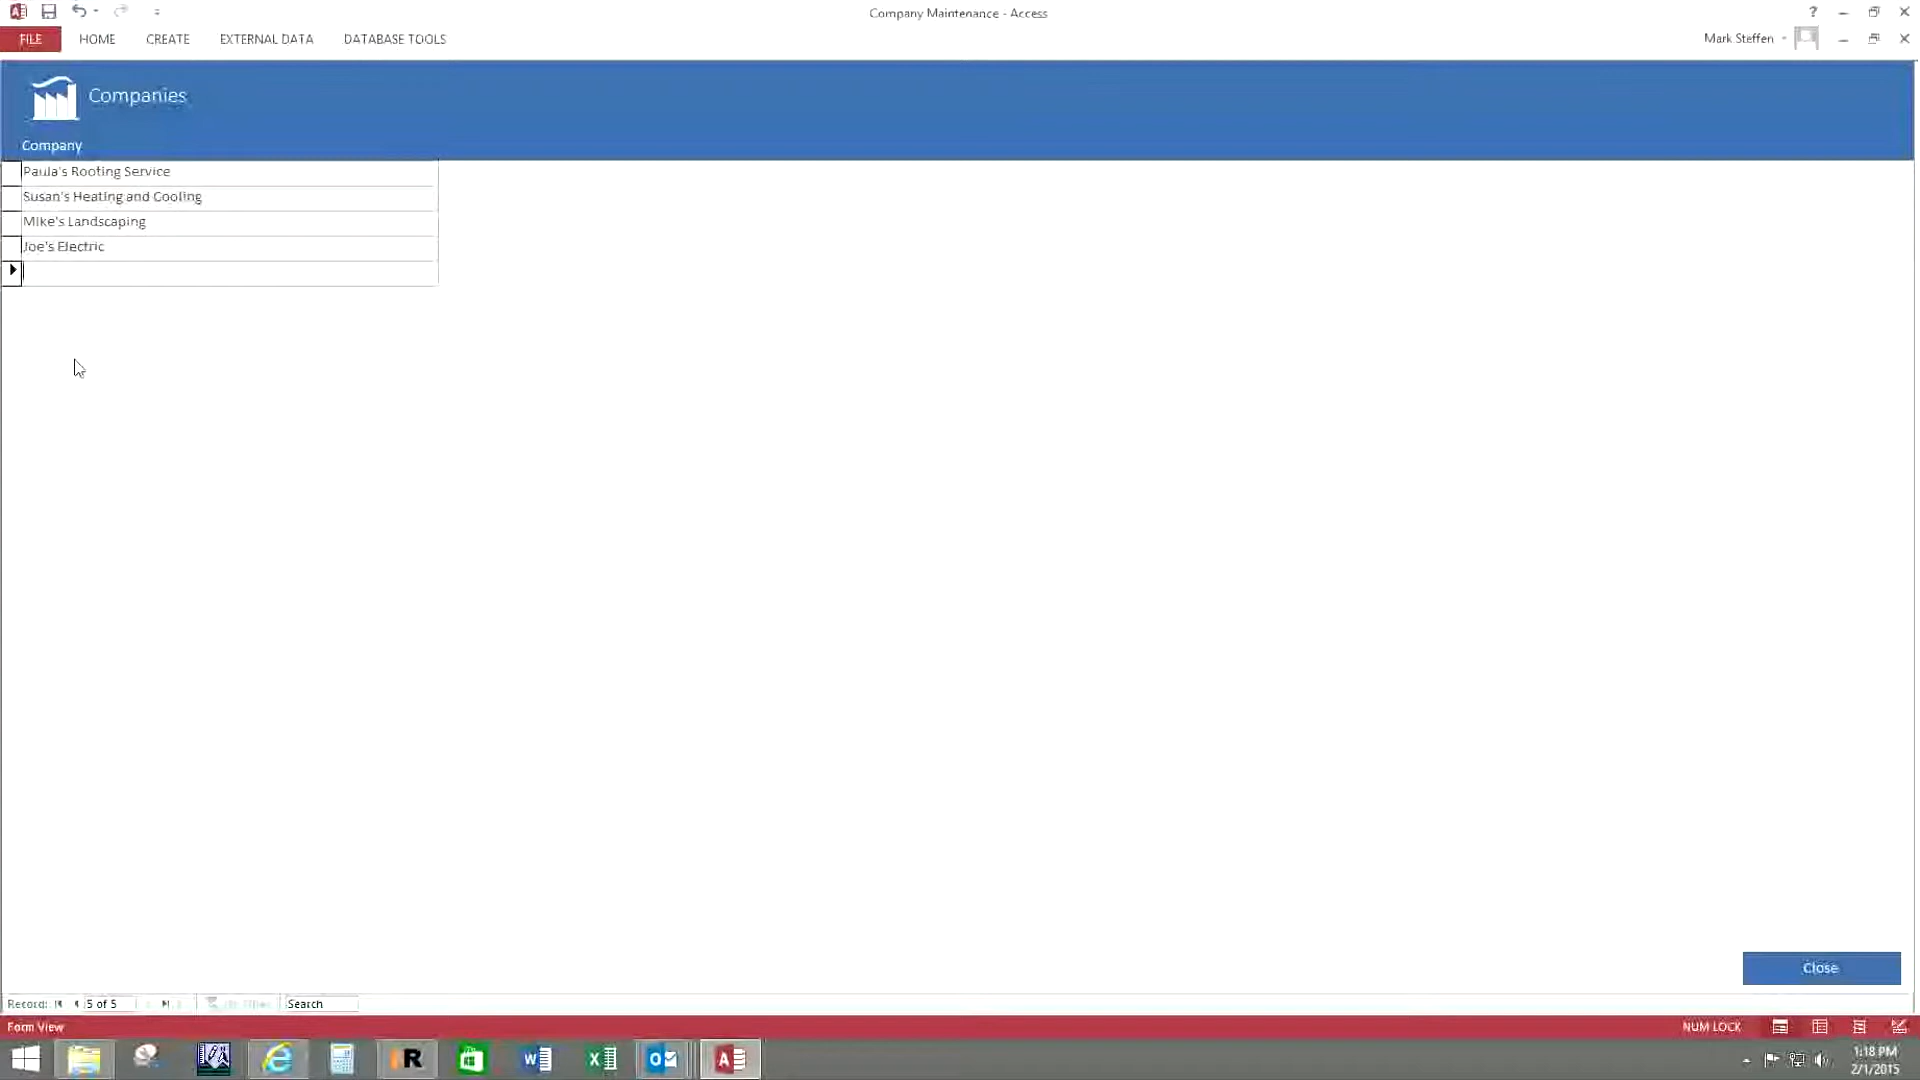 Company Maintenance - Access
?
FILE HOME CREATE EXTERNAL DATA DATABASE TOOLS
Mark Steffen
Companies
Company
Paula's Rooting Service
Susan's Heating and Cooling
Mike's Landscaping
Joe's Electric
Close
Record: 5 of 5 Search
Form View
NUM LOCK
1:18 PM
2/1/2015